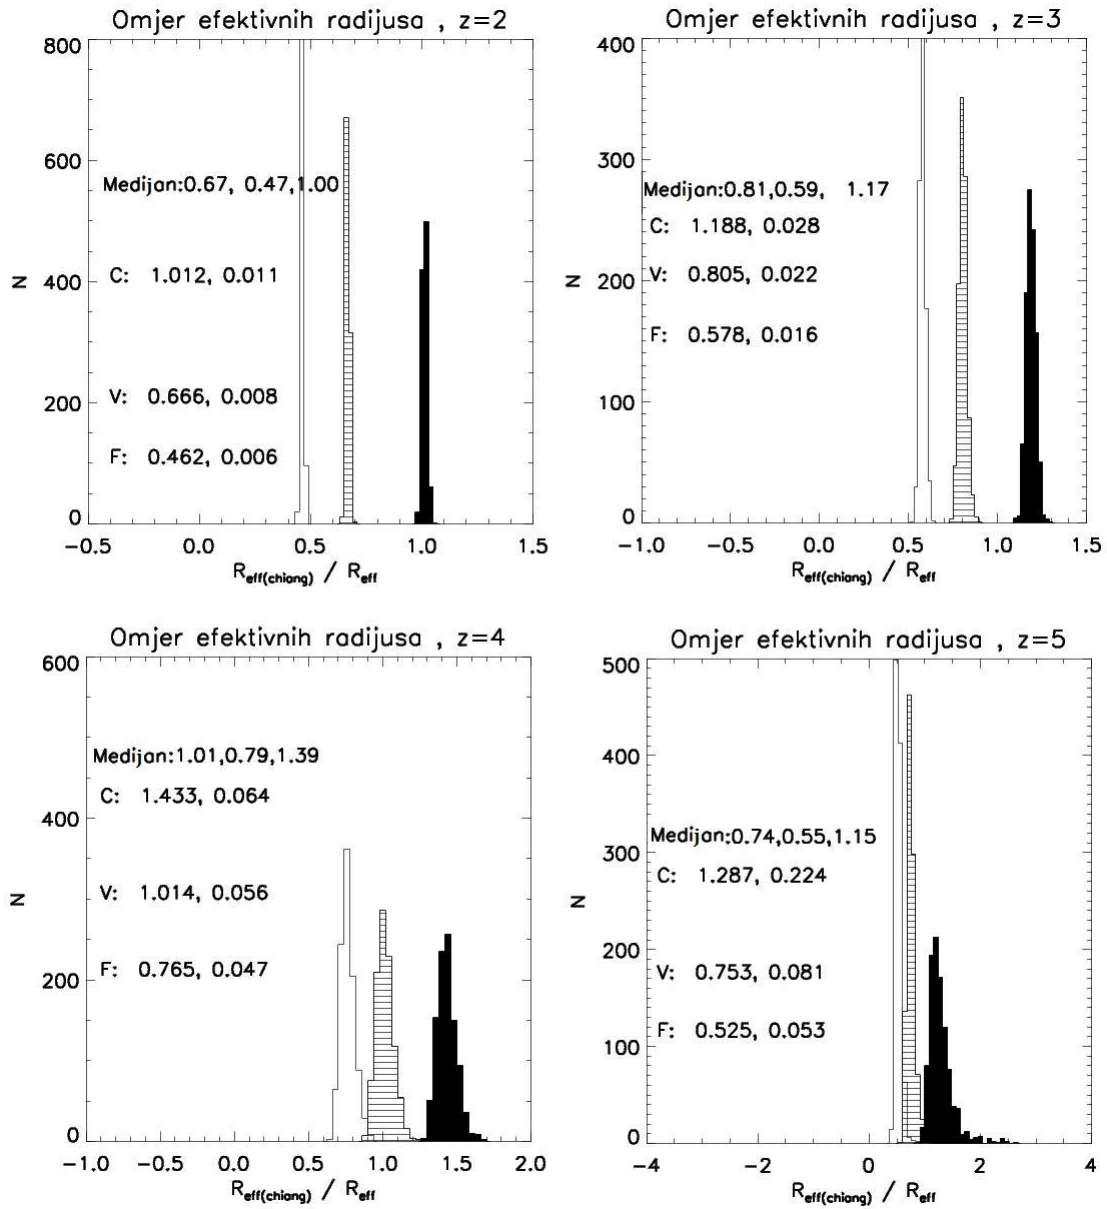 Omjer efektivnih radijusa , z=2
800
600
400
200
0
N
Medijan:0.67, 0.47,1.00
C: 1.012, 0.011
V: 0.666, 0.008
F: 0.462, 0.006
-0.5 0.0 0.5 1.0 1.5
Reff(chiang) / Reff
Omjer efektivnih radijusa , z=3
400
300
200
100
0
N
Medijan:0.81,0.59, 1.17
C: 1.188, 0.028
V: 0.805, 0.022
F: 0.578, 0.016
-1.0 -0.5 0.0 0.5 1.0 1.5
Reff(chiang) / Reff
Omjer efektivnih radijusa , z=4
600
400
200
0
N
Medijan:1.01,0.79,1.39
C: 1.433, 0.064
V: 1.014, 0.056
F: 0.765, 0.047
-1.0 -0.5 0.0 0.5 1.0 1.5 2.0
Reff(chiang) / Reff
Omjer efektivnih radijusa , z=5
500
400
300
200
100
0
N
Medijan:0.74,0.55,1.15
C: 1.287, 0.224
V: 0.753, 0.081
F: 0.525, 0.053
-4 -2 0 2 4
Reff(chiang) / Reff